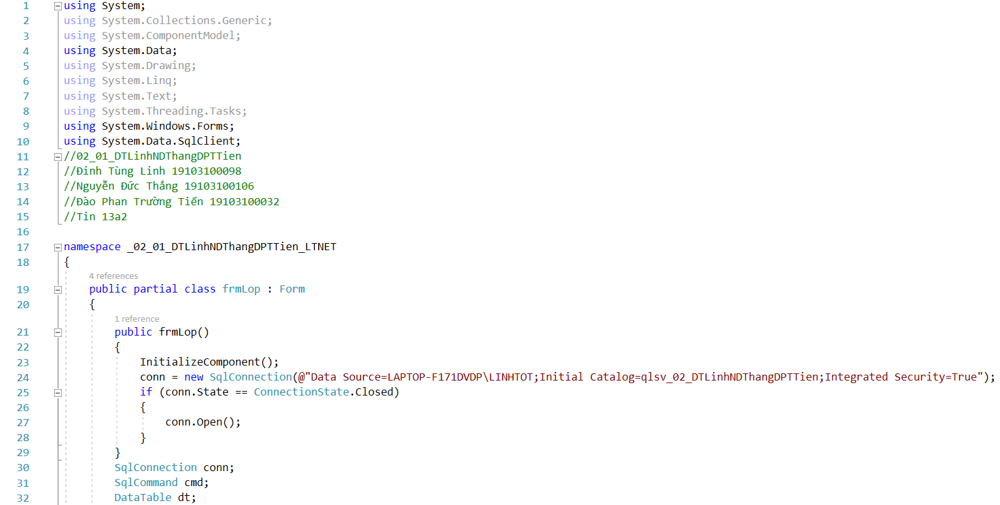 1 using System;
2 using System.Collections.Generic;
3 using System.ComponentModel;
4 using System.Data;
5 using System.Drawing;
6 using System.Linq;
7 using System.Text;
8 using System.Threading.Tasks;
9 using System.Windows.Forms;
10 using System.Data.SqlClient;
11 //02_01_DTLinhNDThangDPTTien
12 //Đinh Tùng Linh 19103100098
13 //Nguyễn Đức Thắng 19103100106
14 //Đào Phan Trường Tiến 19103100032
15 //Tin 13a2
16
17 namespace _02_01_DTLinhNDThangDPTTien_LTNET
18 {
4 references
19 public partial class frmLop : Form
20 {
1 reference
21 public frmLop()
22 {
23 InitializeComponent();
24 conn = new SqlConnection(@"Data Source=LAPTOP-F171DVDP\LINHTOT;Initial Catalog=qlsv_02_DTLinhNDThangDPTTien;Integrated Security=True");
25 if (conn.State == ConnectionState.Closed)
26 {
27 conn.Open();
28 }
29 }
30 SqlConnection conn;
31 SqlCommand cmd;
32 DataTable dt;